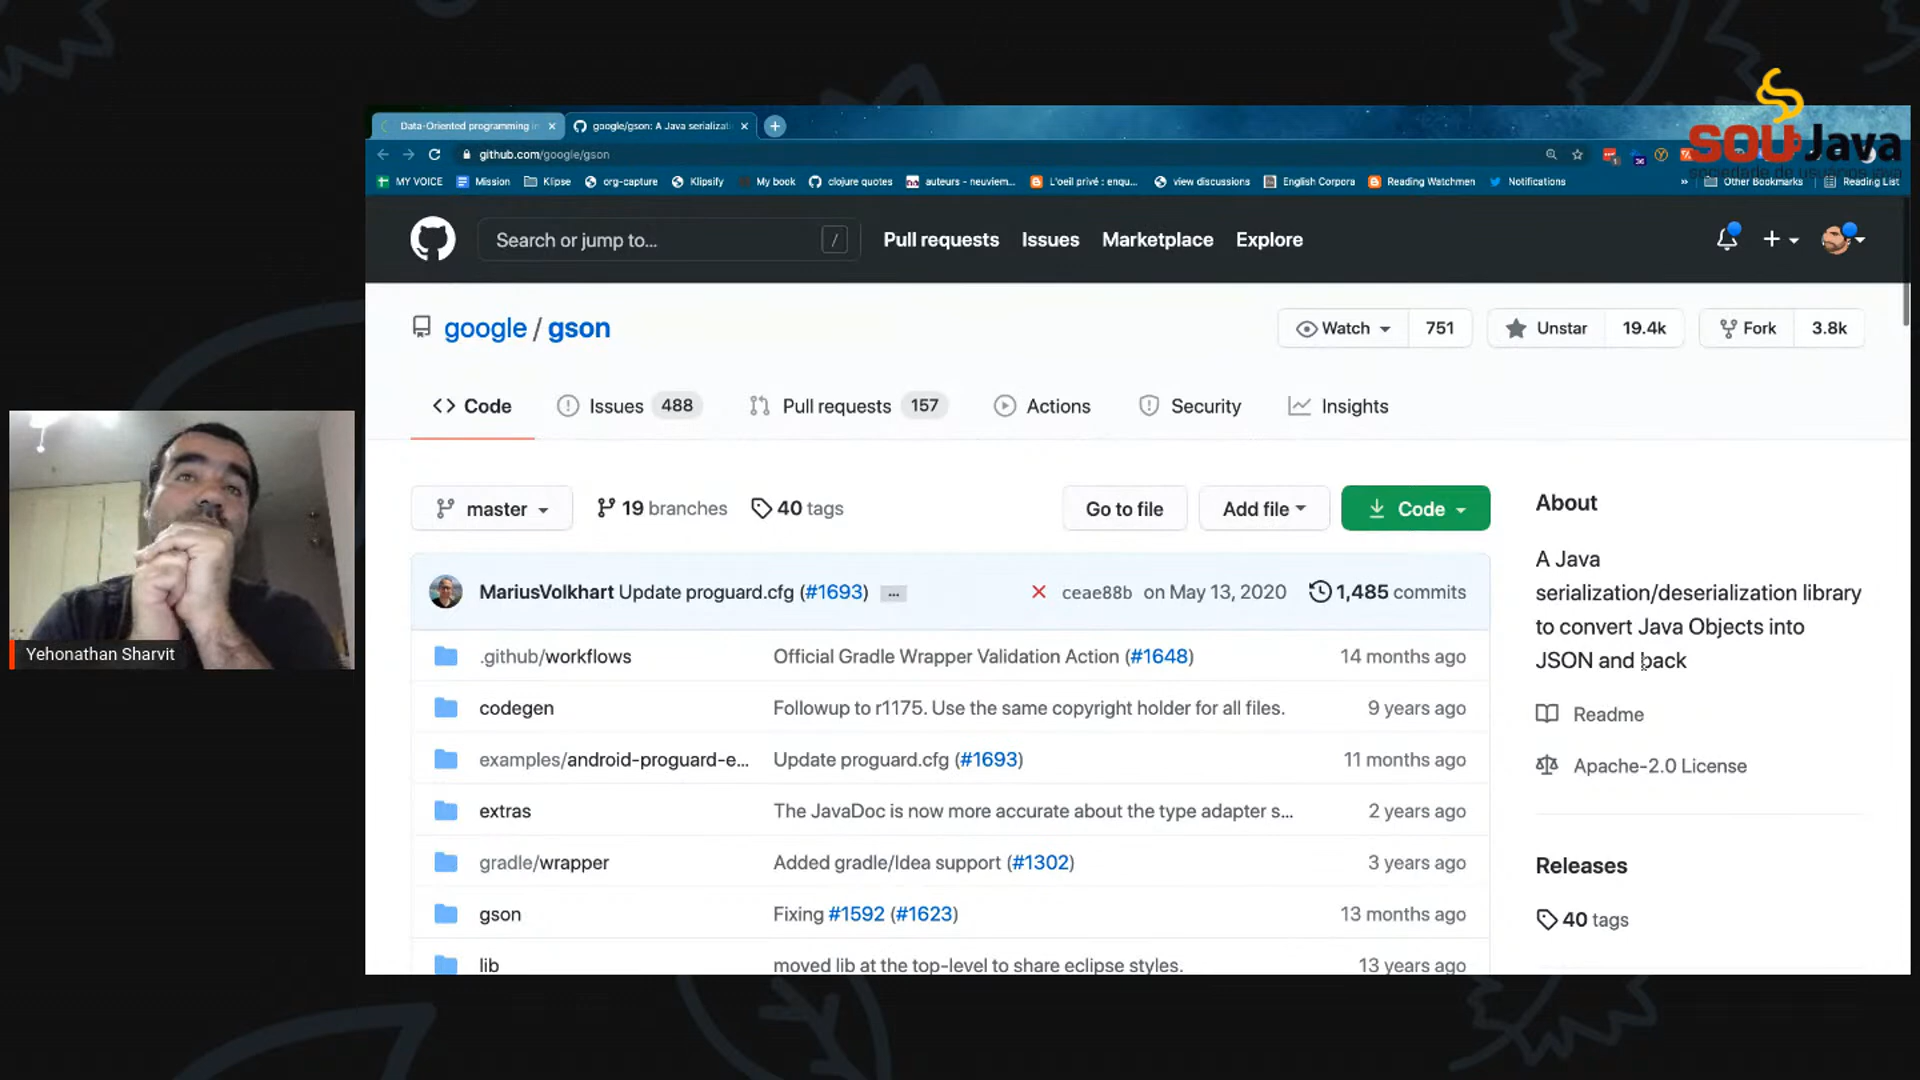 Data-Oriented programming in
google/gson: A Java serializati
github.com/google/gson
SOUJava
sociedade de usuários java
MY VOICE Mission Klipse org-capture Klipsify My book clojure quotes auteurs - neuviem... L'oeil privé : enqu... view discussions English Corpora Reading Watchmen Notifications » Other Bookmarks Reading List
Search or jump to... / Pull requests Issues Marketplace Explore
google / gson
Watch 751 Unstar 19.4k Fork 3.8k
Code Issues 488 Pull requests 157 Actions Security Insights
master 19 branches 40 tags Go to file Add file Code
MariusVolkhart Update proguard.cfg (#1693) ... ceae88b on May 13, 2020 1,485 commits
.github/workflows Official Gradle Wrapper Validation Action (#1648) 14 months ago
codegen Followup to r1175. Use the same copyright holder for all files. 9 years ago
examples/android-proguard-e... Update proguard.cfg (#1693) 11 months ago
extras The JavaDoc is now more accurate about the type adapter s... 2 years ago
gradle/wrapper Added gradle/Idea support (#1302) 3 years ago
gson Fixing #1592 (#1623) 13 months ago
lib moved lib at the top-level to share eclipse styles. 13 years ago
About
A Java
serialization/deserialization library
to convert Java Objects into
JSON and back
Readme
Apache-2.0 License
Releases
40 tags
Yehonathan Sharvit